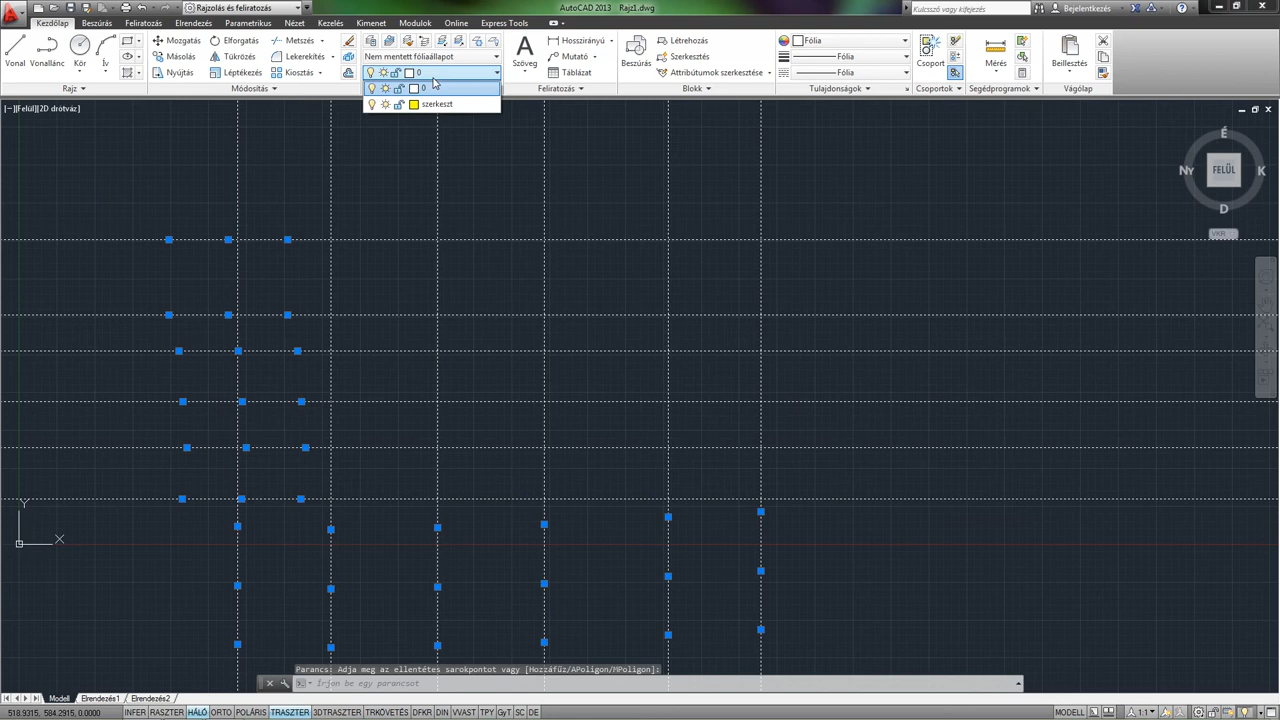 Rajzolás és feliratozás
AutoCAD 2013 Rajz1.dwg
Kulcsszó vagy kifejezés
Bejelentkezés
Kezdőlap Beszúrás Feliratozás Elrendezés Parametrikus Nézet Kezelés Kimenet Modulok Online Express Tools
Vonal
Vonallánc
Kör
Ív
Rajz
Mozgatás
Elforgatás
Metszés
Másolás
Tükrözés
Lekerekítés
Nyújtás
Léptékezés
Kiosztás
Módosítás
Nem mentett fóliaállapot
0
0
szerkeszt
Szöveg
Hosszirányú
Mutató
Táblázat
Feliratozás
Beszúrás
Létrehozás
Szerkesztés
Attribútumok szerkesztése
Blokk
Fólia
Fólia
Fólia
Tulajdonságok
Csoport
Csoportok
Mérés
Segédprogramok
Beillesztés
Vágólap
[−][Felül][2D drótváz]
É
Ny
FELÜL
K
D
VKR
Y
X
Parancs: Adja meg az ellentétes sarokpontot vagy [Hozzáfűz/APoligon/MPoligon]:
Írjon be egy parancsot
Modell Elrendezés1 Elrendezés2
518.9315, 584.2915, 0.0000
INFER RASZTER HÁLÓ ORTO POLÁRIS TRASZTER 3DTRASZTER TRKÖVETÉS DFKR DIN VVAST TPY GyT SC DE
MODELL
1:1